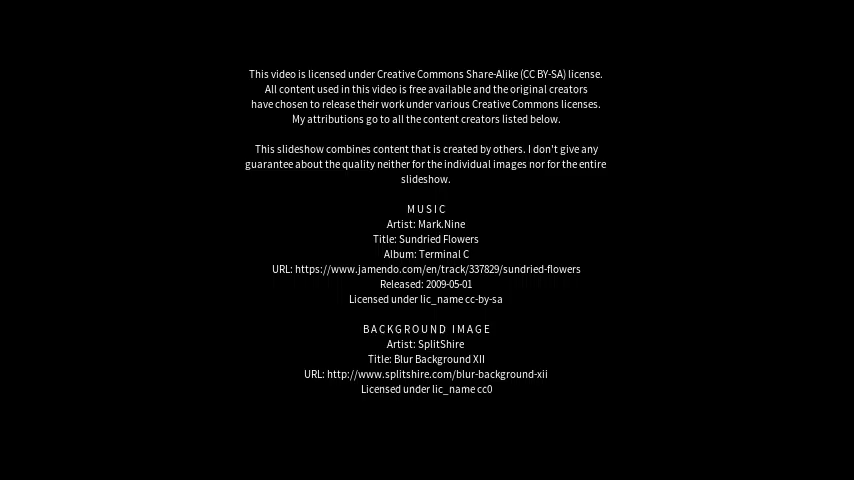 This video is licensed under Creative Commons Share-Alike (CC BY-SA) license.
All content used in this video is free available and the original creators
have chosen to release their work under various Creative Commons licenses.
My attributions go to all the content creators listed below.
This slideshow combines content that is created by others. I don't give any
guarantee about the quality neither for the individual images nor for the entire
slideshow.
MUSIC
Artist: Mark.Nine
Title: Sundried Flowers
Album: Terminal C
URL: https://www.jamendo.com/en/track/337829/sundried-flowers
Released: 2009-05-01
Licensed under lic_name cc-by-sa
BACKGROUND IMAGE
Artist: SplitShire
Title: Blur Background XII
URL: http://www.splitshire.com/blur-background-xii
Licensed under lic_name cc0